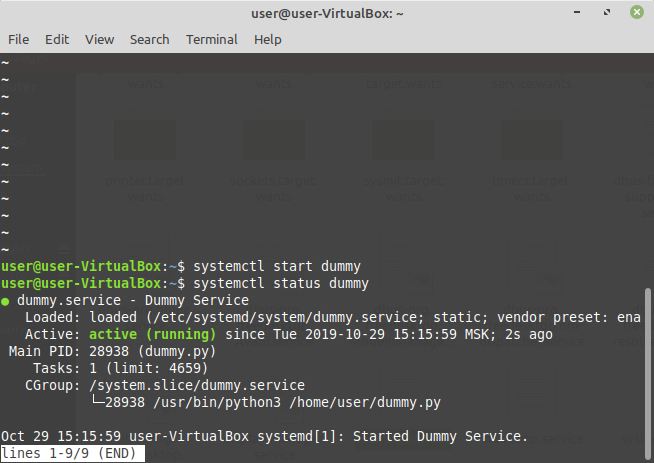 user@user-VirtualBox: ~
File Edit View Search Terminal Help
~
~
~
~
~
~
~
~
~
~
~
~
user@user-VirtualBox:~$ systemctl start dummy
user@user-VirtualBox:~$ systemctl status dummy
● dummy.service - Dummy Service
Loaded: loaded (/etc/systemd/system/dummy.service; static; vendor preset: ena
Active: active (running) since Tue 2019-10-29 15:15:59 MSK; 2s ago
Main PID: 28938 (dummy.py)
Tasks: 1 (limit: 4659)
CGroup: /system.slice/dummy.service
└─28938 /usr/bin/python3 /home/user/dummy.py
Oct 29 15:15:59 user-VirtualBox systemd[1]: Started Dummy Service.
lines 1-9/9 (END)